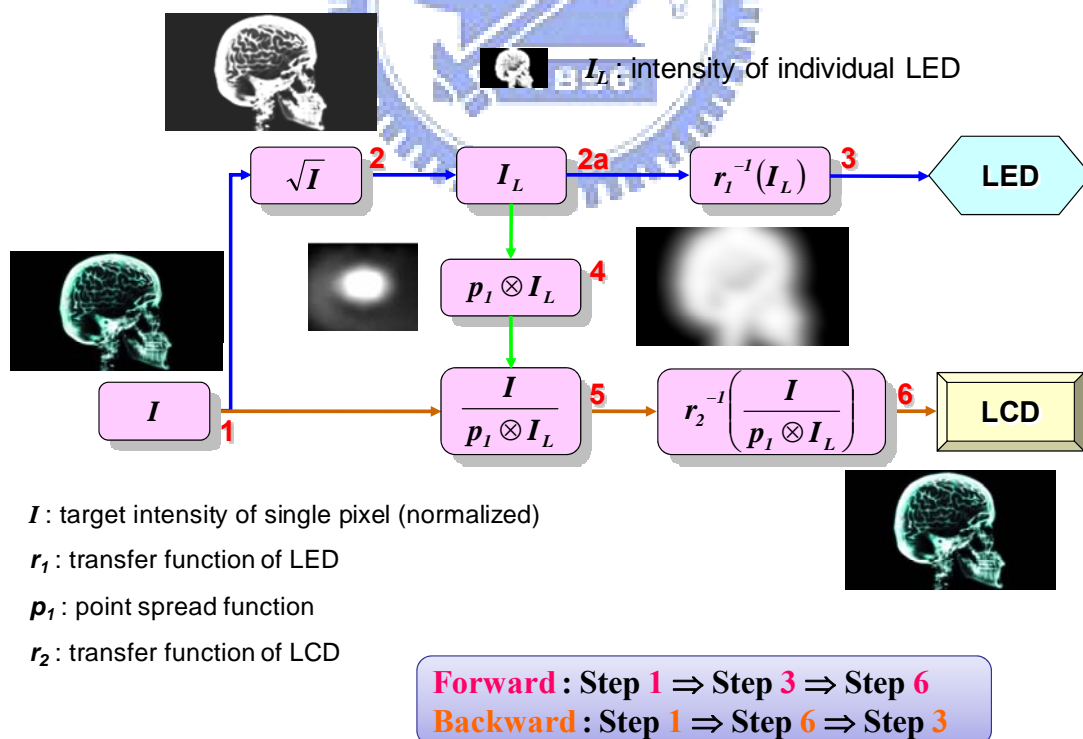 I_L : intensity of individual LED
1896
√I 2
I_L 2a
r_1^{-1}(I_L) 3
LED
p_1 ⊗ I_L 4
I 1
I / (p_1 ⊗ I_L) 5
r_2^{-1}(I / (p_1 ⊗ I_L)) 6
LCD
I : target intensity of single pixel (normalized)
r_1 : transfer function of LED
p_1 : point spread function
r_2 : transfer function of LCD
Forward : Step 1 ⇒ Step 3 ⇒ Step 6
Backward : Step 1 ⇒ Step 6 ⇒ Step 3